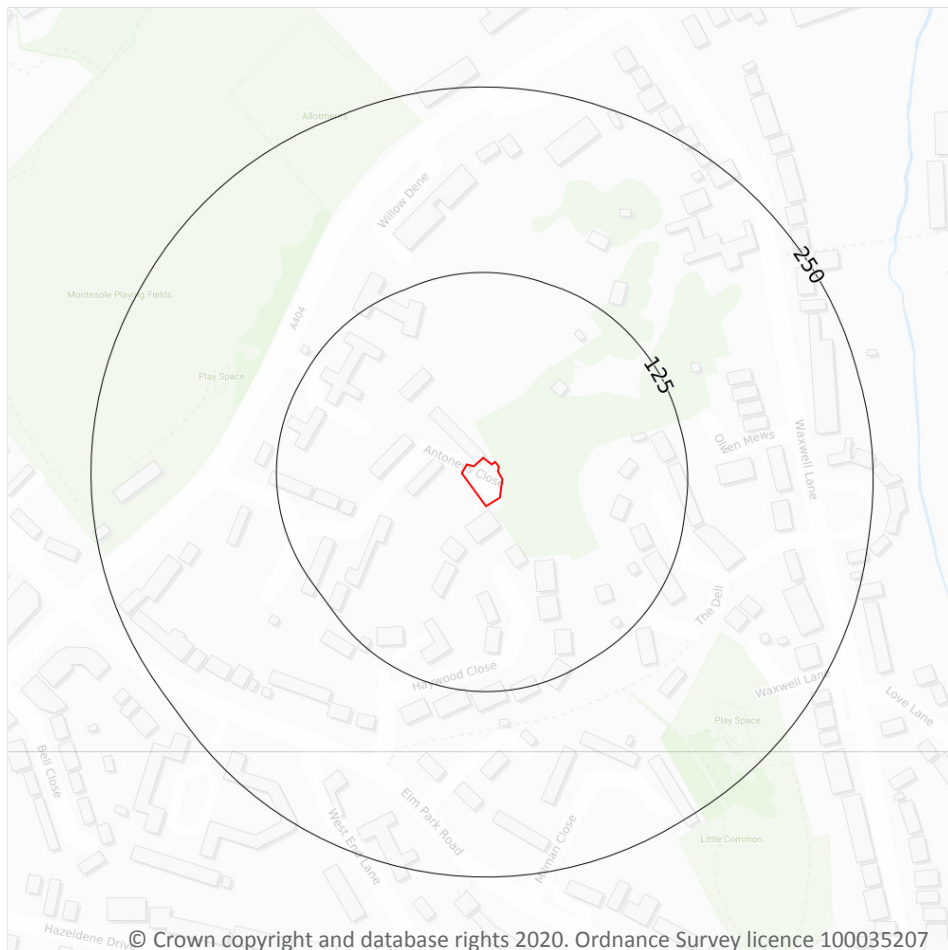 Allotments
Willow Dene
250
Montesole Playing Fields
A404
Play Space
125
Olven Mews
Waxwell Lane
Antoneys Close
The Dell
Haywood Close
Waxwell Lane
Love Lane
Play Space
Bell Close
Elm Park Road
West End Lane
Milman Close
Little Common
Hazeldene Drive
© Crown copyright and database rights 2020. Ordnance Survey licence 100035207